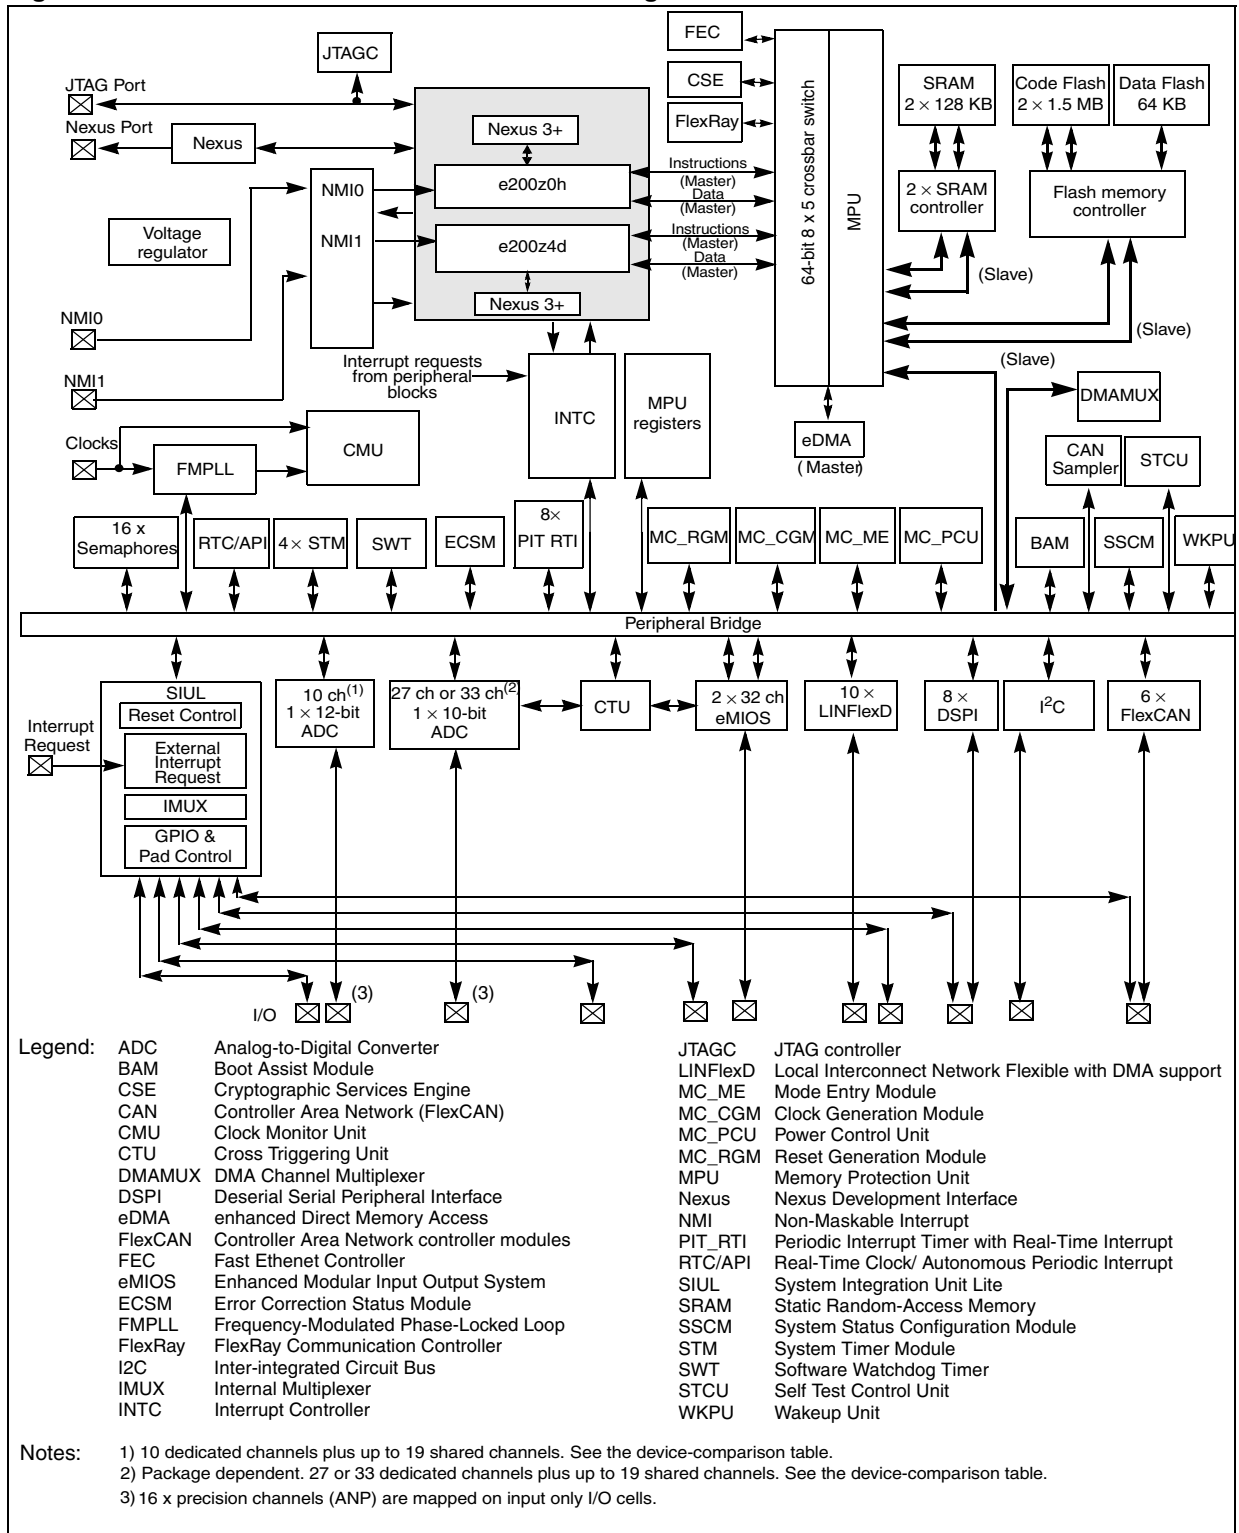 JTAGC
FEC
CSE
FlexRay
JTAG Port
Nexus Port
Nexus
Nexus 3+
e200z0h
e200z4d
Nexus 3+
NMI0
NMI1
Voltage
regulator
NMI0
NMI1
Instructions
(Master)
Data
(Master)
Instructions
(Master)
Data
(Master)
64-bit 8 x 5 crossbar switch
MPU
SRAM
2 × 128 KB
Code Flash
2 × 1.5 MB
Data Flash
64 KB
2 × SRAM
controller
Flash memory
controller
(Slave)
(Slave)
(Slave)
Interrupt requests
from peripheral
blocks
INTC
MPU
registers
eDMA
( Master)
DMAMUX
Clocks
FMPLL
CMU
CAN
Sampler
STCU
16 x
Semaphores
RTC/API
4× STM
SWT
ECSM
8×
PIT RTI
MC_RGM
MC_CGM
MC_ME
MC_PCU
BAM
SSCM
WKPU
Peripheral Bridge
SIUL
Reset Control
External
Interrupt
Request
IMUX
GPIO &
Pad Control
Interrupt
Request
10 ch(1)
1 × 12-bit
ADC
27 ch or 33 ch(2)
1 × 10-bit
ADC
CTU
2 × 32 ch
eMIOS
10 ×
LINFlexD
8 ×
DSPI
I2C
6 ×
FlexCAN
I/O
(3)
(3)
Legend:
ADC Analog-to-Digital Converter
BAM Boot Assist Module
CSE Cryptographic Services Engine
CAN Controller Area Network (FlexCAN)
CMU Clock Monitor Unit
CTU Cross Triggering Unit
DMAMUX DMA Channel Multiplexer
DSPI Deserial Serial Peripheral Interface
eDMA enhanced Direct Memory Access
FlexCAN Controller Area Network controller modules
FEC Fast Ethenet Controller
eMIOS Enhanced Modular Input Output System
ECSM Error Correction Status Module
FMPLL Frequency-Modulated Phase-Locked Loop
FlexRay FlexRay Communication Controller
I2C Inter-integrated Circuit Bus
IMUX Internal Multiplexer
INTC Interrupt Controller
JTAGC JTAG controller
LINFlexD Local Interconnect Network Flexible with DMA support
MC_ME Mode Entry Module
MC_CGM Clock Generation Module
MC_PCU Power Control Unit
MC_RGM Reset Generation Module
MPU Memory Protection Unit
Nexus Nexus Development Interface
NMI Non-Maskable Interrupt
PIT_RTI Periodic Interrupt Timer with Real-Time Interrupt
RTC/API Real-Time Clock/ Autonomous Periodic Interrupt
SIUL System Integration Unit Lite
SRAM Static Random-Access Memory
SSCM System Status Configuration Module
STM System Timer Module
SWT Software Watchdog Timer
STCU Self Test Control Unit
WKPU Wakeup Unit
Notes:
1) 10 dedicated channels plus up to 19 shared channels. See the device-comparison table.
2) Package dependent. 27 or 33 dedicated channels plus up to 19 shared channels. See the device-comparison table.
3) 16 x precision channels (ANP) are mapped on input only I/O cells.